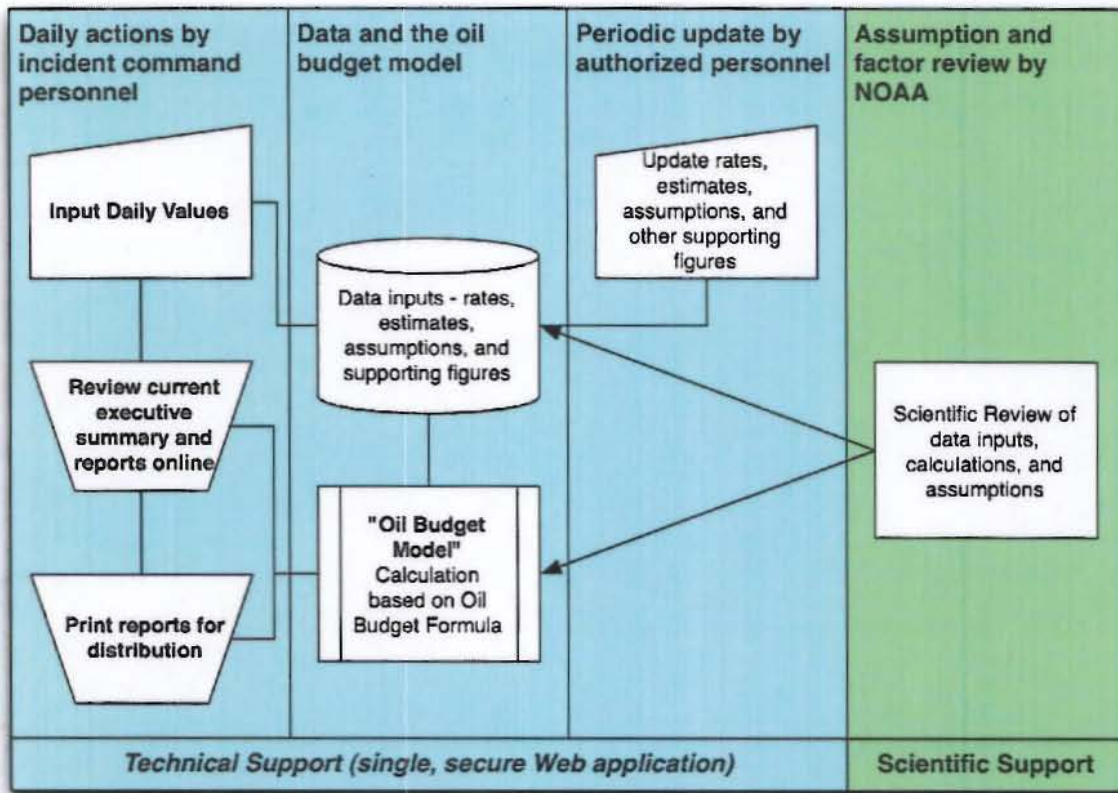 Daily actions by
incident command
personnel
Data and the oil
budget model
Periodic update by
authorized personnel
Assumption and
factor review by
NOAA
Input Daily Values
Review current
executive
summary and
reports online
Print reports for
distribution
Data inputs - rates,
estimates,
assumptions, and
supporting figures
"Oil Budget
Model"
Calculation
based on Oil
Budget Formula
Update rates,
estimates,
assumptions, and
other supporting
figures
Scientific Review of
data inputs,
calculations, and
assumptions
Technical Support (single, secure Web application)
Scientific Support